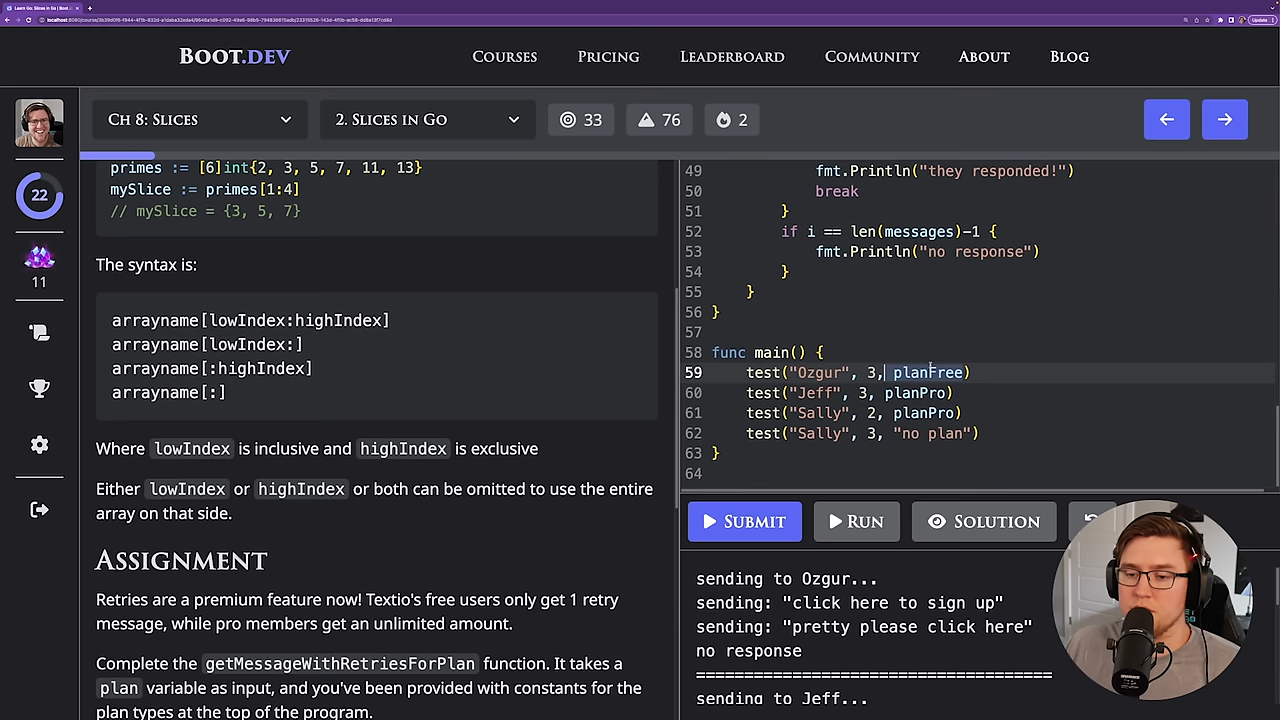 Learn Go: Slices in Go
Update
BOOT.DEV
COURSES
PRICING
LEADERBOARD
COMMUNITY
ABOUT
BLOG
CH 8: SLICES
2. SLICES IN GO
33
76
2
22
11
primes := [6]int{2, 3, 5, 7, 11, 13}
mySlice := primes[1:4]
// mySlice = {3, 5, 7}
The syntax is:
arrayname[lowIndex:highIndex]
arrayname[lowIndex:]
arrayname[:highIndex]
arrayname[:]
Where lowIndex is inclusive and highIndex is exclusive
Either lowIndex or highIndex or both can be omitted to use the entire
array on that side.
ASSIGNMENT
Retries are a premium feature now! Textio's free users only get 1 retry
message, while pro members get an unlimited amount.
Complete the getMessageWithRetriesForPlan function. It takes a
plan variable as input, and you've been provided with constants for the
plan types at the top of the program.
49 fmt.Println("they responded!")
50 break
51 }
52 if i == len(messages)-1 {
53 fmt.Println("no response")
54 }
55 }
56 }
57
58 func main() {
59 test("Ozgur", 3, planFree)
60 test("Jeff", 3, planPro)
61 test("Sally", 2, planPro)
62 test("Sally", 3, "no plan")
63 }
64
SUBMIT
RUN
SOLUTION
sending to Ozgur...
sending: "click here to sign up"
sending: "pretty please click here"
no response
==================================
sending to Jeff...